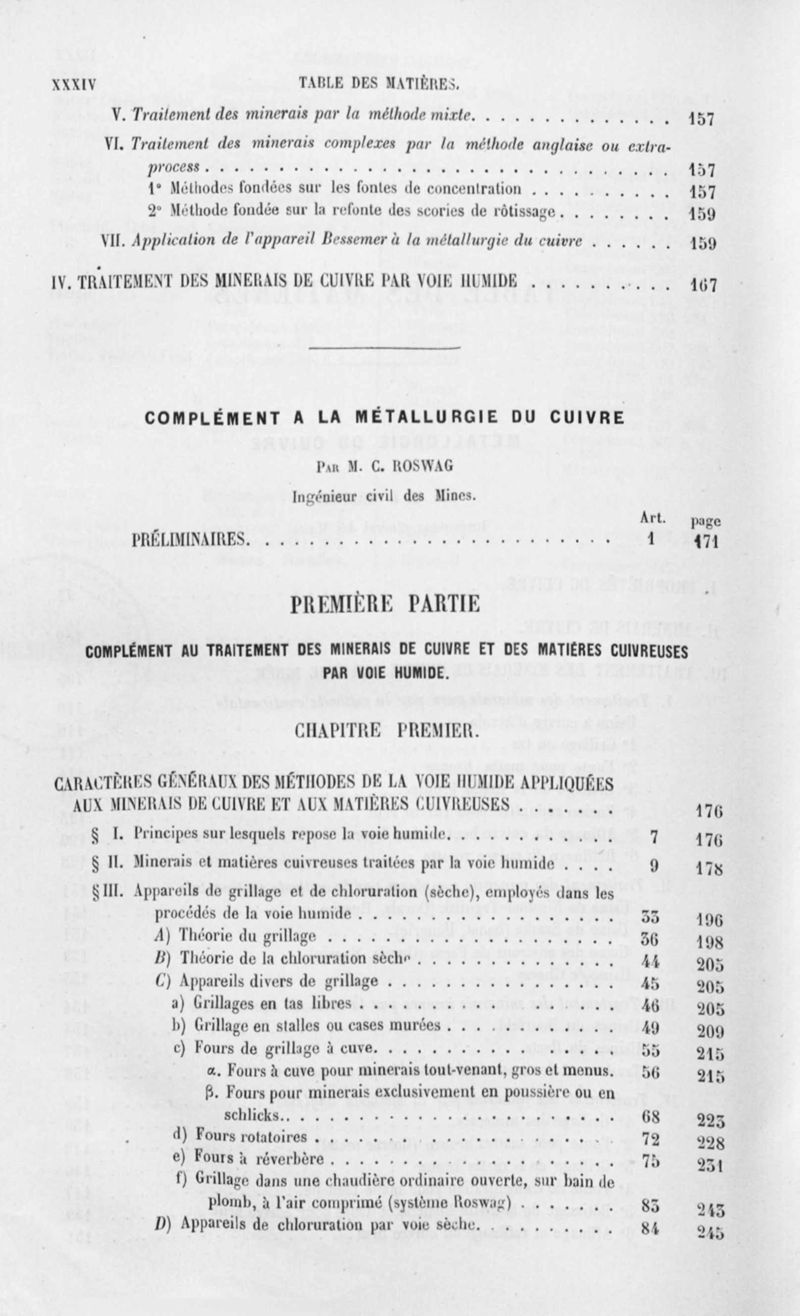 XXXIV TABLE DES MATIÈRES.
V. Traitement des minerais par la méthode mixte. . . . . . . . . . . . . . 157
VI. Traitement des minerais complexes par la méthode anglaise ou extra-
process . . . . . . . . . . . . . . . . . . . . . . . . . . . . . . . 157
1° Méthodes fondées sur les fontes de concentration . . . . . . . . . . 157
2° Méthode fondée sur la refonte des scories de rôtissage . . . . . . . . 159
VII. Application de l'appareil Bessemer à la métallurgie du cuivre . . . . . . 159
IV. TRAITEMENT DES MINERAIS DE CUIVRE PAR VOIE HUMIDE . . . . . . . . . . 167
COMPLÉMENT A LA MÉTALLURGIE DU CUIVRE
PAR M. C. ROSWAG
Ingénieur civil des Mines.
Art. page
PRÉLIMINAIRES. . . . . . . . . . . . . . . . . . . . . . . . . 1 171
PREMIÈRE PARTIE
COMPLÉMENT AU TRAITEMENT DES MINERAIS DE CUIVRE ET DES MATIÈRES CUIVREUSES
PAR VOIE HUMIDE.
CHAPITRE PREMIER.
CARACTÈRES GÉNÉRAUX DES MÉTHODES DE LA VOIE HUMIDE APPLIQUÉES
AUX MINERAIS DE CUIVRE ET AUX MATIÈRES CUIVREUSES . . . . . . . 176
§ I. Principes sur lesquels repose la voie humide. . . . . . . . . . . . 7 176
§ II. Minerais et matières cuivreuses traitées par la voie humide . . . . 9 178
§ III. Appareils de grillage et de chloruration (sèche), employés dans les
procédés de la voie humide . . . . . . . . . . . . . . . . . . 33 196
A) Théorie du grillage . . . . . . . . . . . . . . . . . . . . 36 198
B) Théorie de la chloruration sèche . . . . . . . . . . . . . . 44 205
C) Appareils divers de grillage . . . . . . . . . . . . . . . . 45 205
a) Grillages en tas libres . . . . . . . . . . . . . . . . 46 205
b) Grillage en stalles ou cases murées . . . . . . . . . . . . 49 209
c) Fours de grillage à cuve. . . . . . . . . . . . . . . . 55 215
α. Fours à cuve pour minerais tout-venant, gros et menus. 56 215
β. Fours pour minerais exclusivement en poussière ou en
schlicks. . . . . . . . . . . . . . . . . . . . . . . . 68 223
d) Fours rotatoires . . . . . . . . . . . . . . . . . . . . . 72 228
e) Fours à réverbère . . . . . . . . . . . . . . . . . . . . 75 231
f) Grillage dans une chaudière ordinaire ouverte, sur bain de
plomb, à l'air comprimé (système Roswag) . . . . . . . 83 243
D) Appareils de chloruration par voie sèche. . . . . . . . . . 84 245